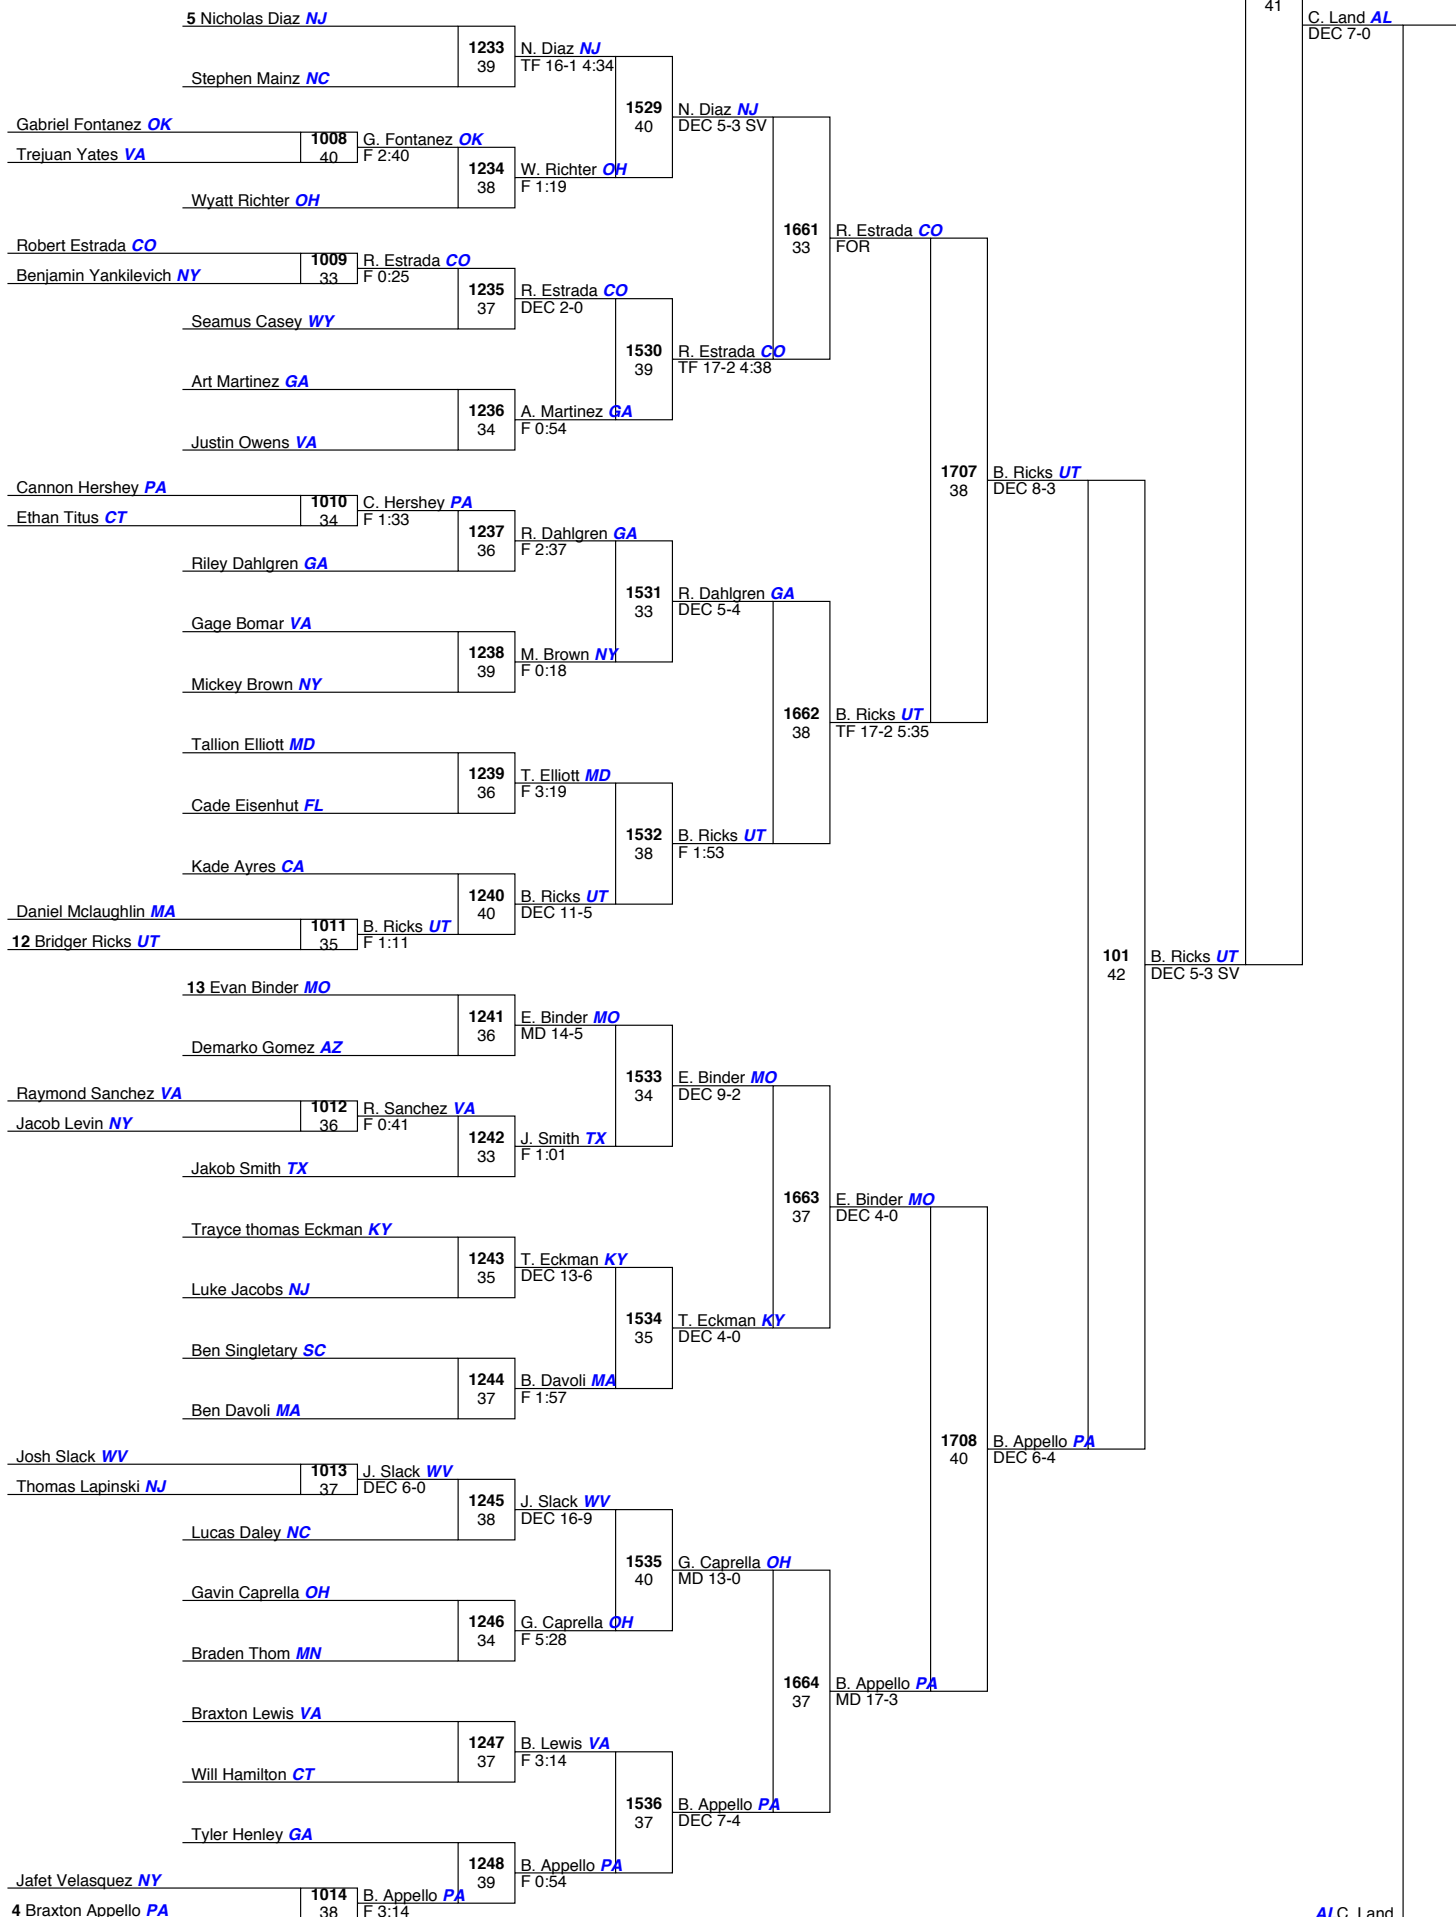 41
C. Land AL
DEC 7-0
5 Nicholas Diaz NJ
1233
39
N. Diaz NJ
TF 16-1 4:34
Stephen Mainz NC
1529
40
N. Diaz NJ
DEC 5-3 SV
Gabriel Fontanez OK
1008
40
G. Fontanez OK
F 2:40
Trejuan Yates VA
1234
38
W. Richter OH
F 1:19
Wyatt Richter OH
1661
33
R. Estrada CO
FOR
Robert Estrada CO
1009
33
R. Estrada CO
F 0:25
Benjamin Yankilevich NY
1235
37
R. Estrada CO
DEC 2-0
Seamus Casey WY
1530
39
R. Estrada CO
TF 17-2 4:38
Art Martinez GA
1236
34
A. Martinez GA
F 0:54
Justin Owens VA
1707
38
B. Ricks UT
DEC 8-3
Cannon Hershey PA
1010
34
C. Hershey PA
F 1:33
Ethan Titus CT
1237
36
R. Dahlgren GA
F 2:37
Riley Dahlgren GA
1531
33
R. Dahlgren GA
DEC 5-4
Gage Bomar VA
1238
39
M. Brown NY
F 0:18
Mickey Brown NY
1662
38
B. Ricks UT
TF 17-2 5:35
Tallion Elliott MD
1239
36
T. Elliott MD
F 3:19
Cade Eisenhut FL
1532
38
B. Ricks UT
F 1:53
Kade Ayres CA
1240
40
B. Ricks UT
DEC 11-5
Daniel Mclaughlin MA
1011
35
B. Ricks UT
F 1:11
12 Bridger Ricks UT
101
42
B. Ricks UT
DEC 5-3 SV
13 Evan Binder MO
1241
36
E. Binder MO
MD 14-5
Demarko Gomez AZ
1533
34
E. Binder MO
DEC 9-2
Raymond Sanchez VA
1012
36
R. Sanchez VA
F 0:41
Jacob Levin NY
1242
33
J. Smith TX
F 1:01
Jakob Smith TX
1663
37
E. Binder MO
DEC 4-0
Trayce thomas Eckman KY
1243
35
T. Eckman KY
DEC 13-6
Luke Jacobs NJ
1534
35
T. Eckman KY
DEC 4-0
Ben Singletary SC
1244
37
B. Davoli MA
F 1:57
Ben Davoli MA
1708
40
B. Appello PA
DEC 6-4
Josh Slack WV
1013
37
J. Slack WV
DEC 6-0
Thomas Lapinski NJ
1245
38
J. Slack WV
DEC 16-9
Lucas Daley NC
1535
40
G. Caprella OH
MD 13-0
Gavin Caprella OH
1246
34
G. Caprella OH
F 5:28
Braden Thom MN
1664
37
B. Appello PA
MD 17-3
Braxton Lewis VA
1247
37
B. Lewis VA
F 3:14
Will Hamilton CT
1536
37
B. Appello PA
DEC 7-4
Tyler Henley GA
1248
39
B. Appello PA
F 0:54
Jafet Velasquez NY
1014
38
B. Appello PA
F 3:14
4 Braxton Appello PA
AL C. Land